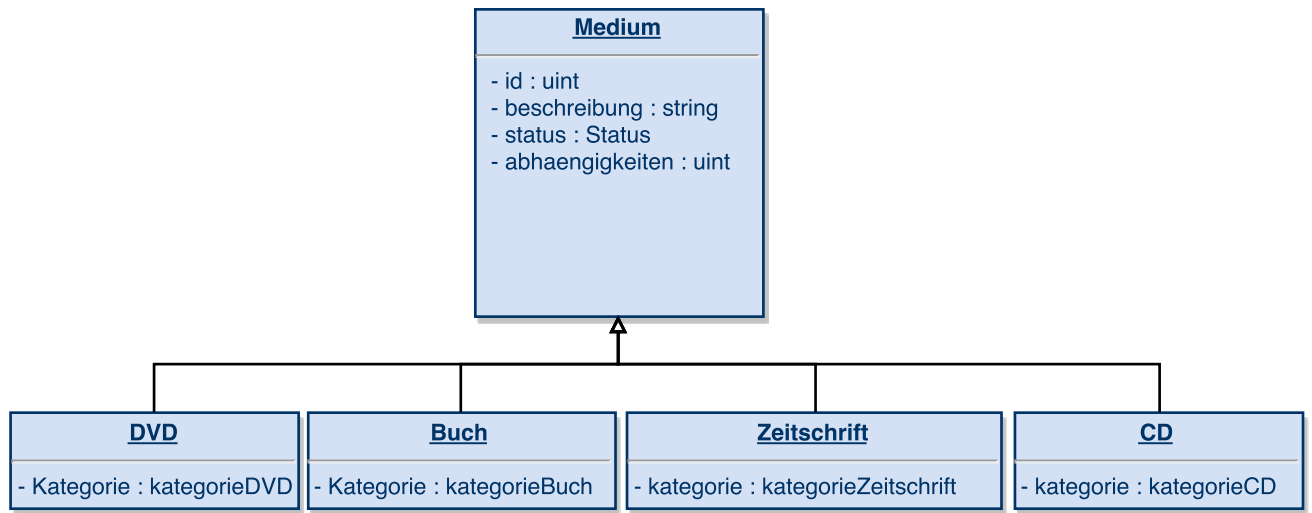 Medium
- id : uint
- beschreibung : string
- status : Status
- abhaengigkeiten : uint
DVD
- Kategorie : kategorieDVD
Buch
- Kategorie : kategorieBuch
Zeitschrift
- kategorie : kategorieZeitschrift
CD
- kategorie : kategorieCD